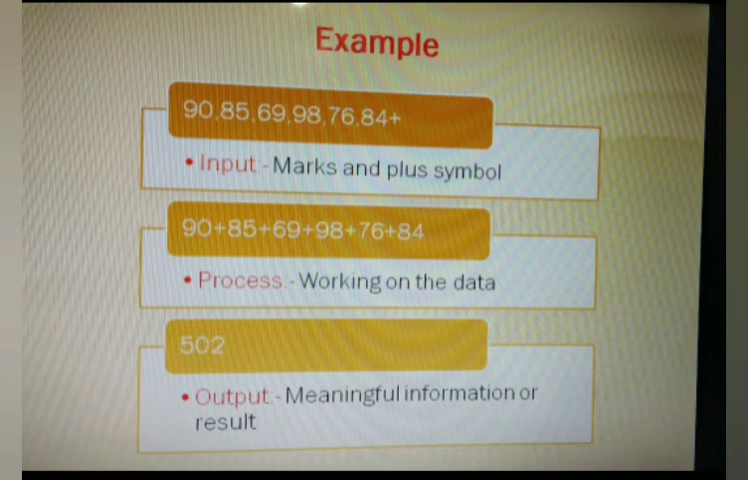 Example
90,85,69,98,76,84+
• Input:- Marks and plus symbol
90+85+69+98+76+84
• Process:- Working on the data
502
• Output:- Meaningful information or
result